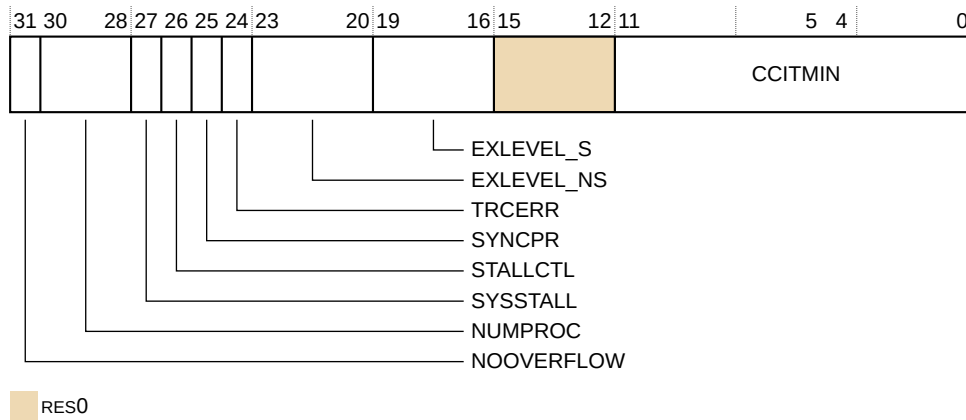 31 30 28 27 26 25 24 23 20 19 16 15 12 11 5 4 0
CCITMIN
EXLEVEL_S
EXLEVEL_NS
TRCERR
SYNCPR
STALLCTL
SYSSTALL
NUMPROC
NOOVERFLOW
RES0